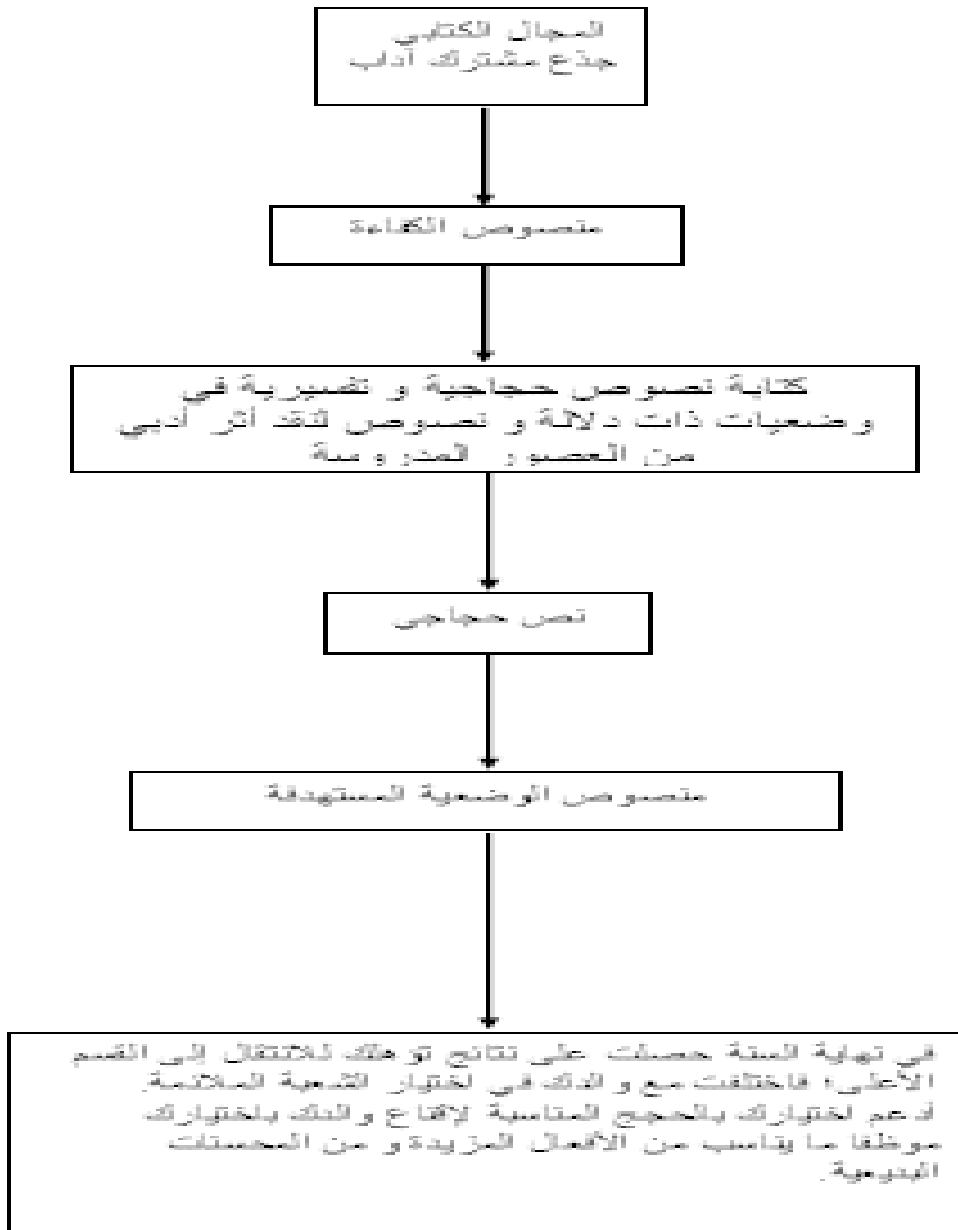 المجال الكتابي
جذع مشترك آداب
منصوص الكفاءة
كتابة نصوص حجاجية و تفسيرية في
وضعيات ذات دلالة و نصوص لنقد أثر أدبي
من العصور المدروسة
نص حجاجي
منصوص الوضعية المستهدفة
في نهاية السنة حصلت على نتائج تؤهلك للانتقال إلى القسم
الأعلى؛ فاختلفت مع والدك في اختيار الشعبة الملائمة.
أدعم اختيارك بالحجج المناسبة لإقناع والدك باختيارك
موظفا ما يناسب من الأفعال المزيدة و من المحسنات
البديعية.